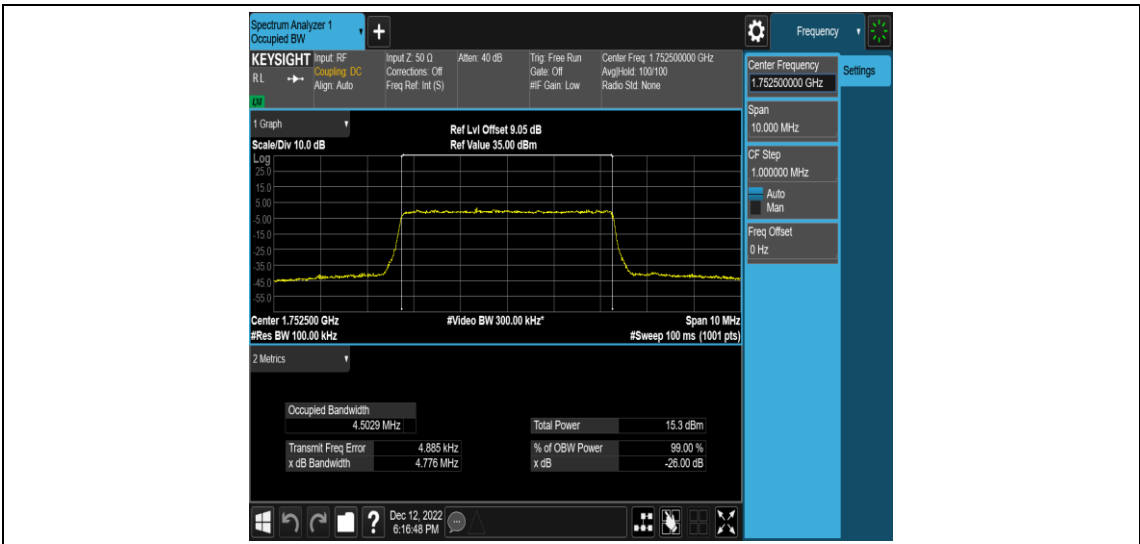 Spectrum Analyzer 1
Occupied BW
+
Frequency
KEYSIGHT
RL
LXI
Input: RF
Coupling: DC
Align: Auto
Input Z: 50 Ω
Corrections: Off
Freq Ref: Int (S)
Atten: 40 dB
Trig: Free Run
Gate: Off
#IF Gain: Low
Center Freq: 1.752500000 GHz
Avg|Hold: 100/100
Radio Std: None
Center Frequency
1.752500000 GHz
Settings
Span
10.000 MHz
CF Step
1.000000 MHz
Auto
Man
Freq Offset
0 Hz
1 Graph
Scale/Div 10.0 dB
Ref Lvl Offset 9.05 dB
Ref Value 35.00 dBm
Log
25.0
15.0
5.00
-5.00
-15.0
-25.0
-35.0
-45.0
-55.0
Center 1.752500 GHz
#Video BW 300.00 kHz*
Span 10 MHz
#Res BW 100.00 kHz
#Sweep 100 ms (1001 pts)
2 Metrics
Occupied Bandwidth
4.5029 MHz
Total Power 15.3 dBm
Transmit Freq Error 4.885 kHz
% of OBW Power 99.00 %
x dB Bandwidth 4.776 MHz
x dB -26.00 dB
?
Dec 12, 2022
6:16:48 PM